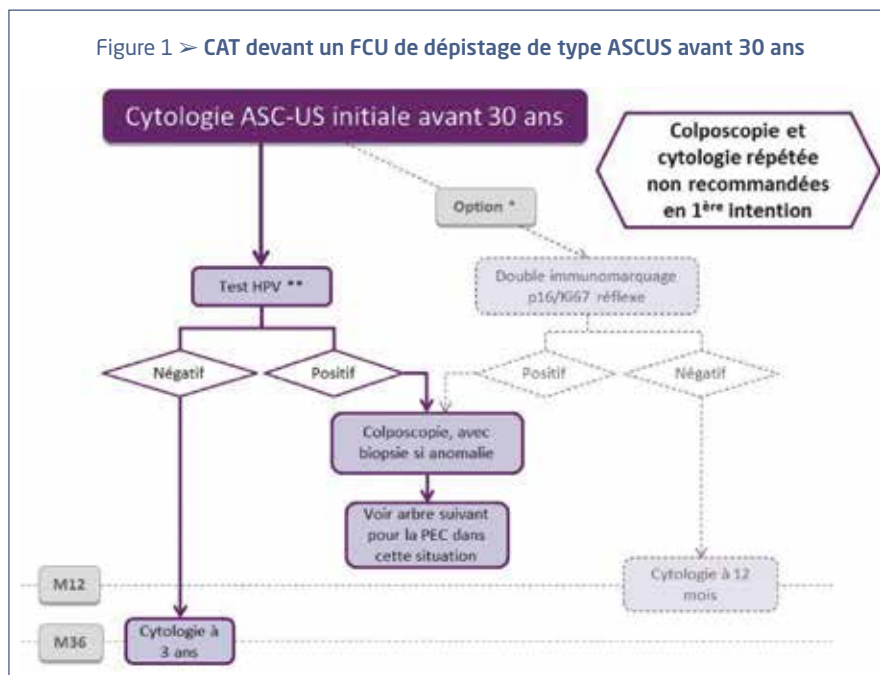 Figure 1 ➢ CAT devant un FCU de dépistage de type ASCUS avant 30 ans
Cytologie ASC-US initiale avant 30 ans
Colposcopie et
cytologie répétée
non recommandées
en 1ère intention
Option *
Test HPV **
Double immunomarquage
p16/Ki67 réflexe
Négatif
Positif
Positif
Négatif
Colposcopie, avec
biopsie si anomalie
Voir arbre suivant
pour la PEC dans
cette situation
M12
Cytologie à 12
mois
M36
Cytologie à
3 ans